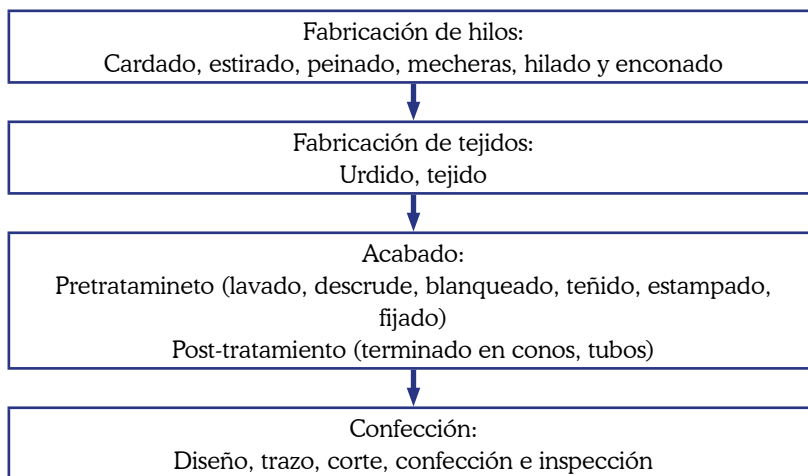 Fabricación de hilos:
Cardado, estirado, peinado, mecheras, hilado y enconado
Fabricación de tejidos:
Urdido, tejido
Acabado:
Pretratamineto (lavado, descrude, blanqueado, teñido, estampado,
fijado)
Post-tratamiento (terminado en conos, tubos)
Confección:
Diseño, trazo, corte, confección e inspección